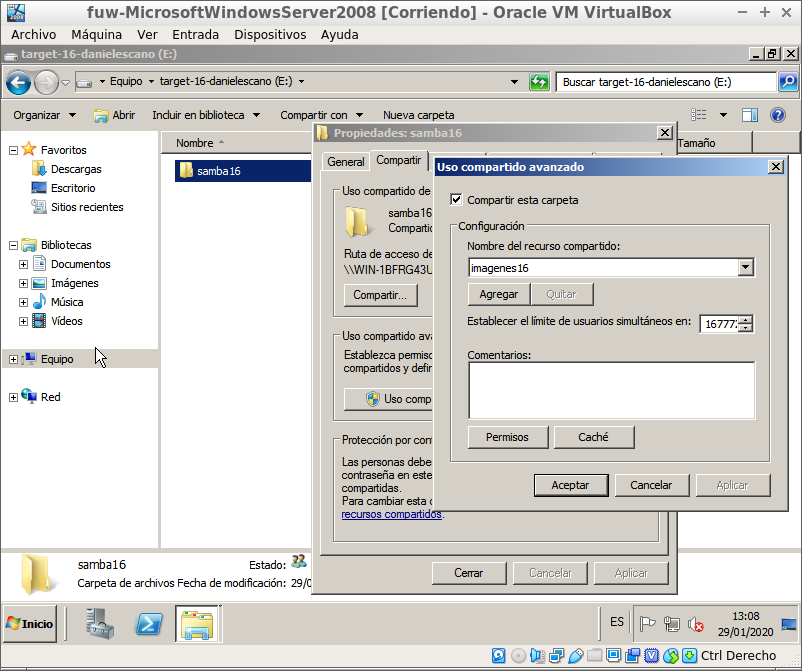 fuw-MicrosoftWindowsServer2008 [Corriendo] - Oracle VM VirtualBox
Archivo Máquina Ver Entrada Dispositivos Ayuda
target-16-danielescano (E:)
Equipo target-16-danielescano (E:)
Buscar target-16-danielescano (E:)
Organizar Abrir Incluir en biblioteca Compartir con Nueva carpeta
Favoritos
Descargas
Escritorio
Sitios recientes
Bibliotecas
Documentos
Imágenes
Música
Vídeos
Equipo
Red
Nombre
Tamaño
samba16
Propiedades: samba16
General Compartir
Uso compartido de
samba16
Compartic
Ruta de acceso de
\\WIN-1BFRG43U
Compartir...
Uso compartido ava
Establezca permisc
compartidos y defir
Uso comp
Protección por con
Las personas debe
contraseña en este
compartidas.
Para cambiar esta c
recursos compartidos.
Cerrar Cancelar Aplicar
Uso compartido avanzado
Compartir esta carpeta
Configuración
Nombre del recurso compartido:
imagenes16
Agregar Quitar
Establecer el límite de usuarios simultáneos en: 16777
Comentarios:
Permisos Caché
Aceptar Cancelar Aplicar
samba16 Estado:
Carpeta de archivos Fecha de modificación: 29/0
Inicio
ES
13:08
29/01/2020
Ctrl Derecho